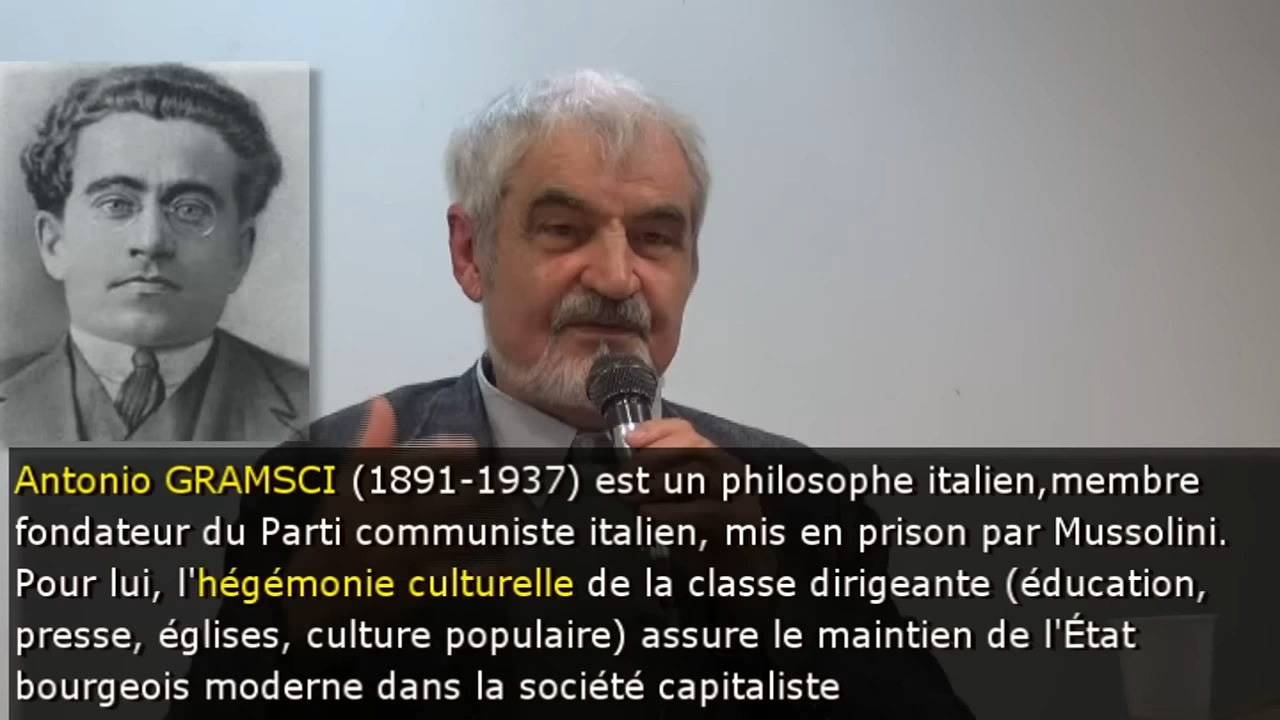 Antonio GRAMSCI (1891-1937) est un philosophe italien,membre
fondateur du Parti communiste italien, mis en prison par Mussolini.
Pour lui, l'hégémonie culturelle de la classe dirigeante (éducation,
presse, églises, culture populaire) assure le maintien de l'État
bourgeois moderne dans la société capitaliste